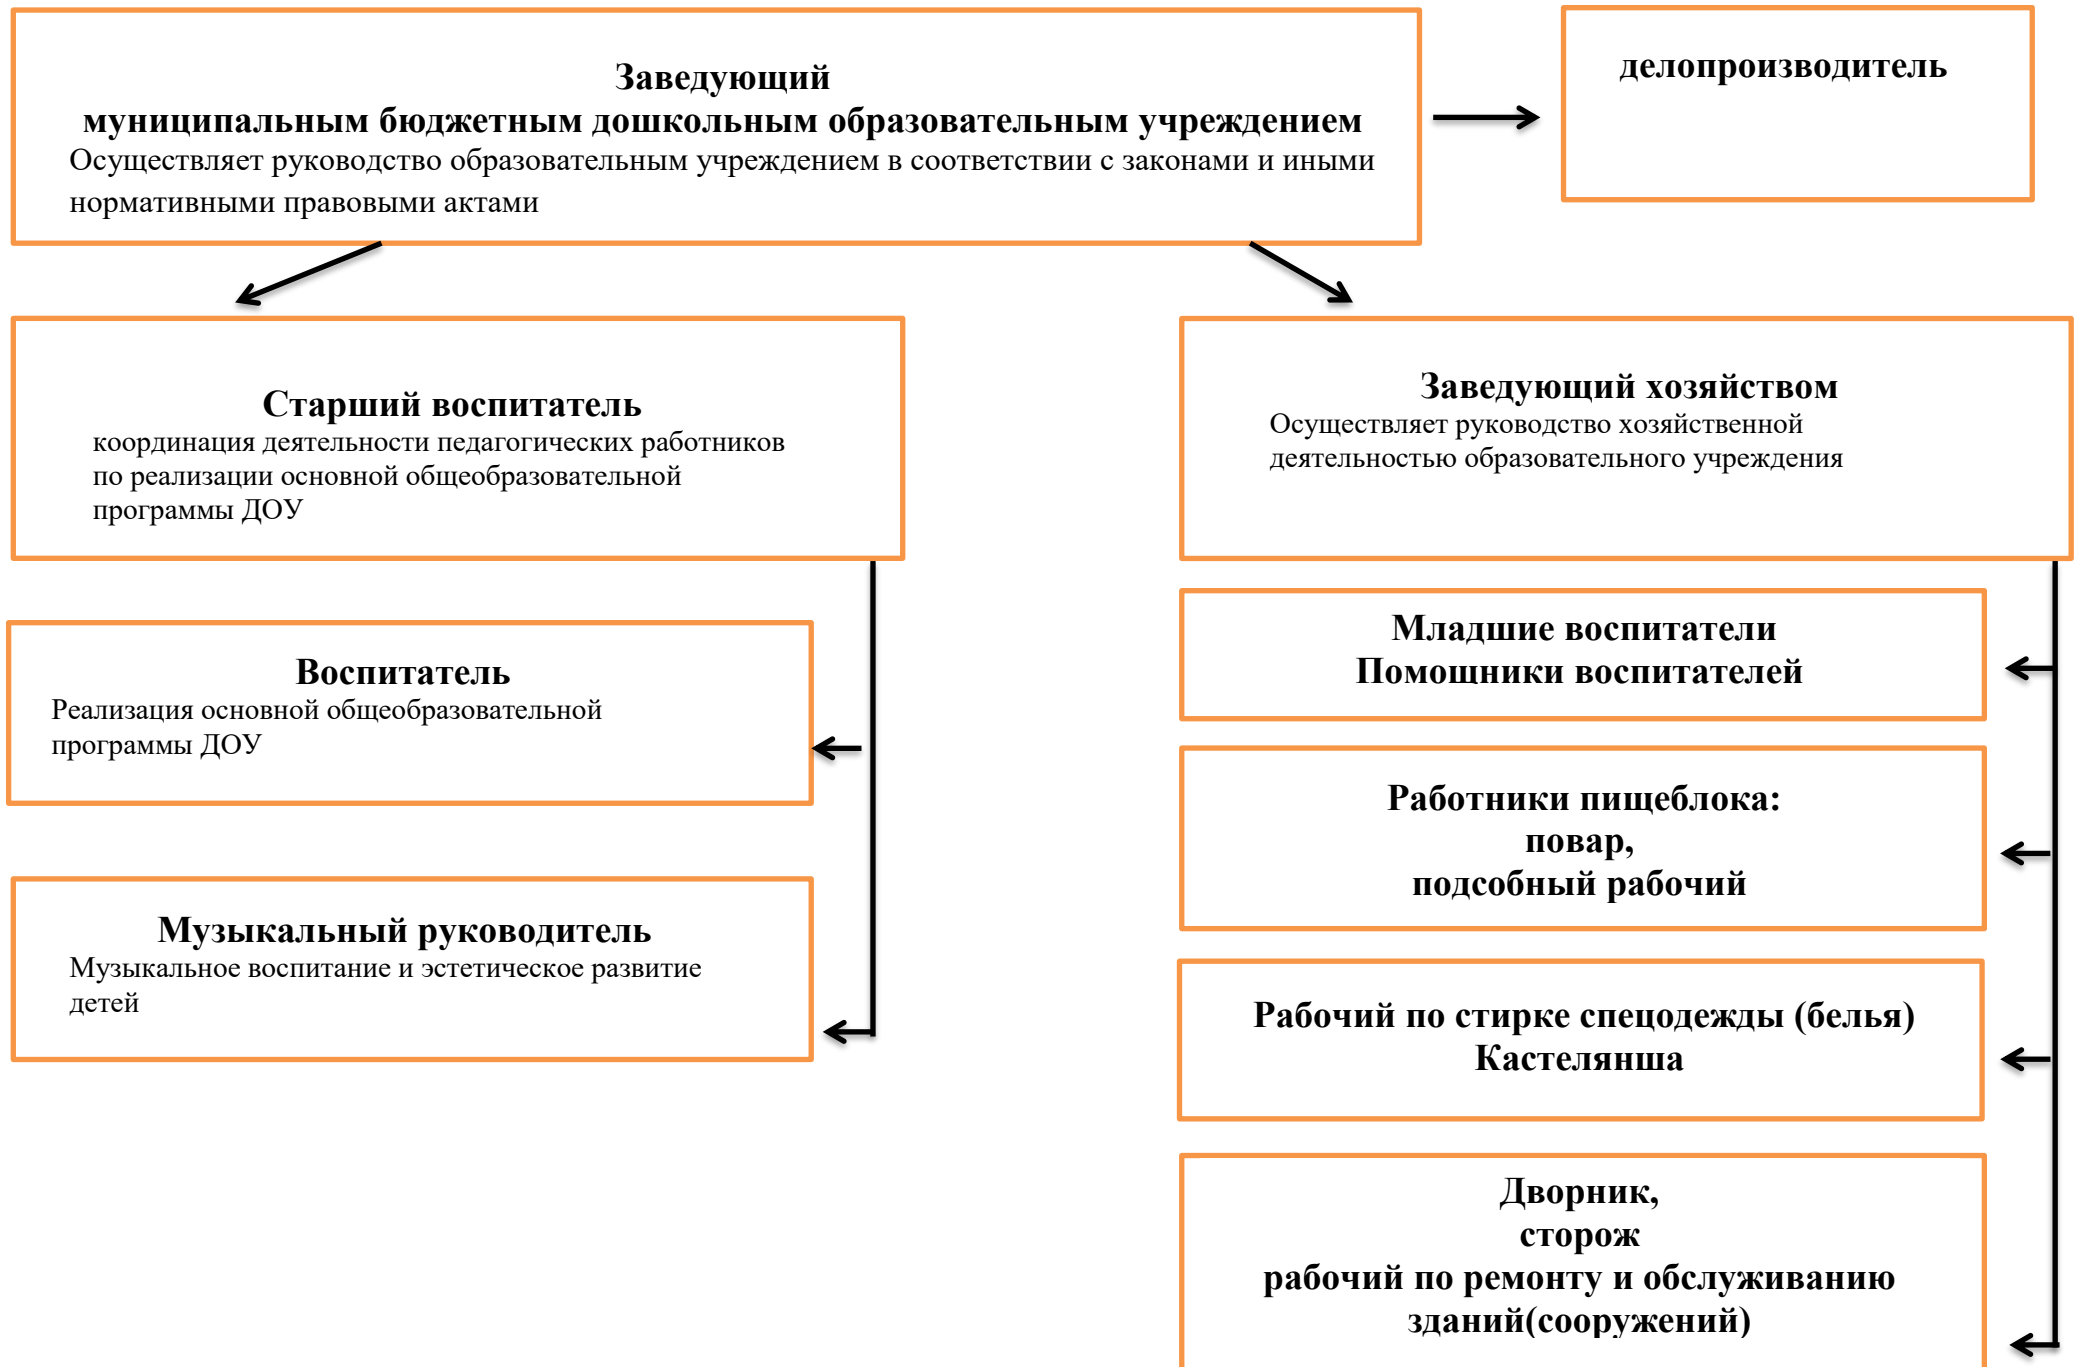 Заведующий
муниципальным бюджетным дошкольным образовательным учреждением
Осуществляет руководство образовательным учреждением в соответствии с законами и иными
нормативными правовыми актами
делопроизводитель
Старший воспитатель
координация деятельности педагогических работников
по реализации основной общеобразовательной
программы ДОУ
Воспитатель
Реализация основной общеобразовательной
программы ДОУ
Музыкальный руководитель
Музыкальное воспитание и эстетическое развитие
детей
Заведующий хозяйством
Осуществляет руководство хозяйственной
деятельностью образовательного учреждения
Младшие воспитатели
Помощники воспитателей
Работники пищеблока:
повар,
подсобный рабочий
Рабочий по стирке спецодежды (белья)
Кастелянша
Дворник,
сторож
рабочий по ремонту и обслуживанию
зданий(сооружений)